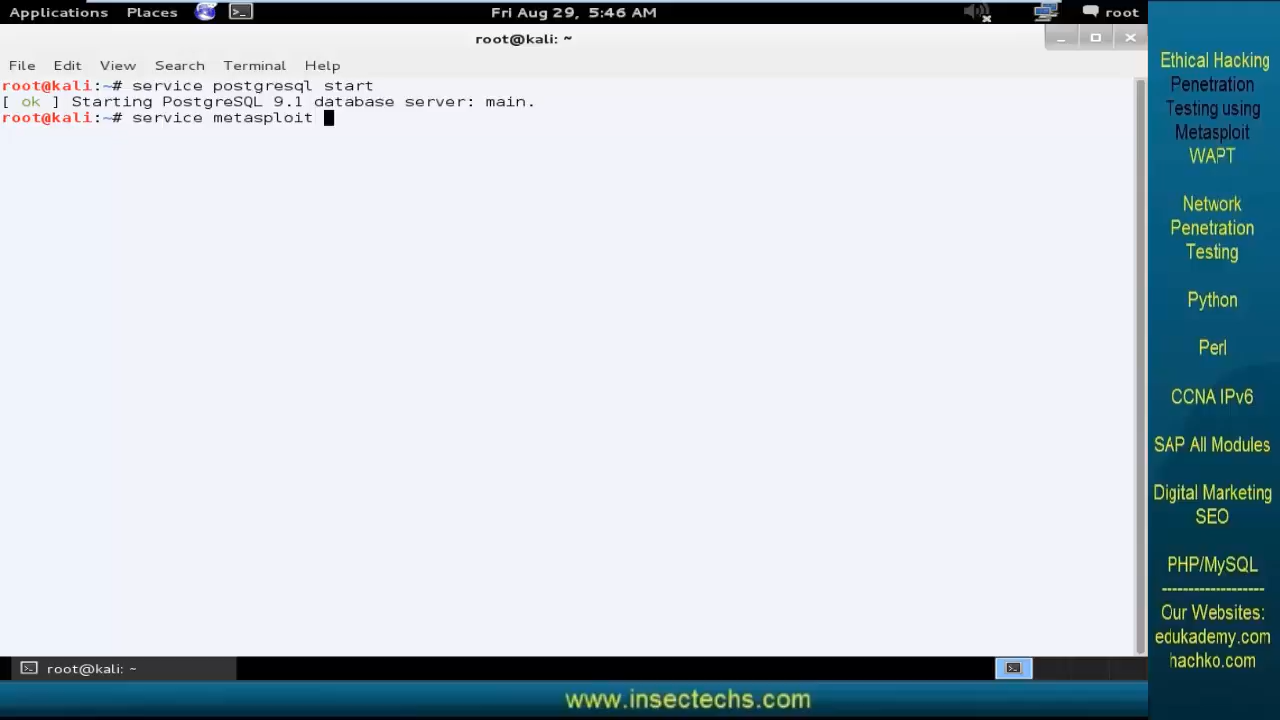 Applications Places Fri Aug 29, 5:46 AM root
root@kali: ~
File Edit View Search Terminal Help
root@kali:~# service postgresql start
[ ok ] Starting PostgreSQL 9.1 database server: main.
root@kali:~# service metasploit
root@kali: ~
www.insectechs.com
Ethical Hacking
Penetration
Testing using
Metasploit
WAPT
Network
Penetration
Testing
Python
Perl
CCNA IPv6
SAP All Modules
Digital Marketing
SEO
PHP/MySQL
-------------------
Our Websites:
edukademy.com
hachko.com